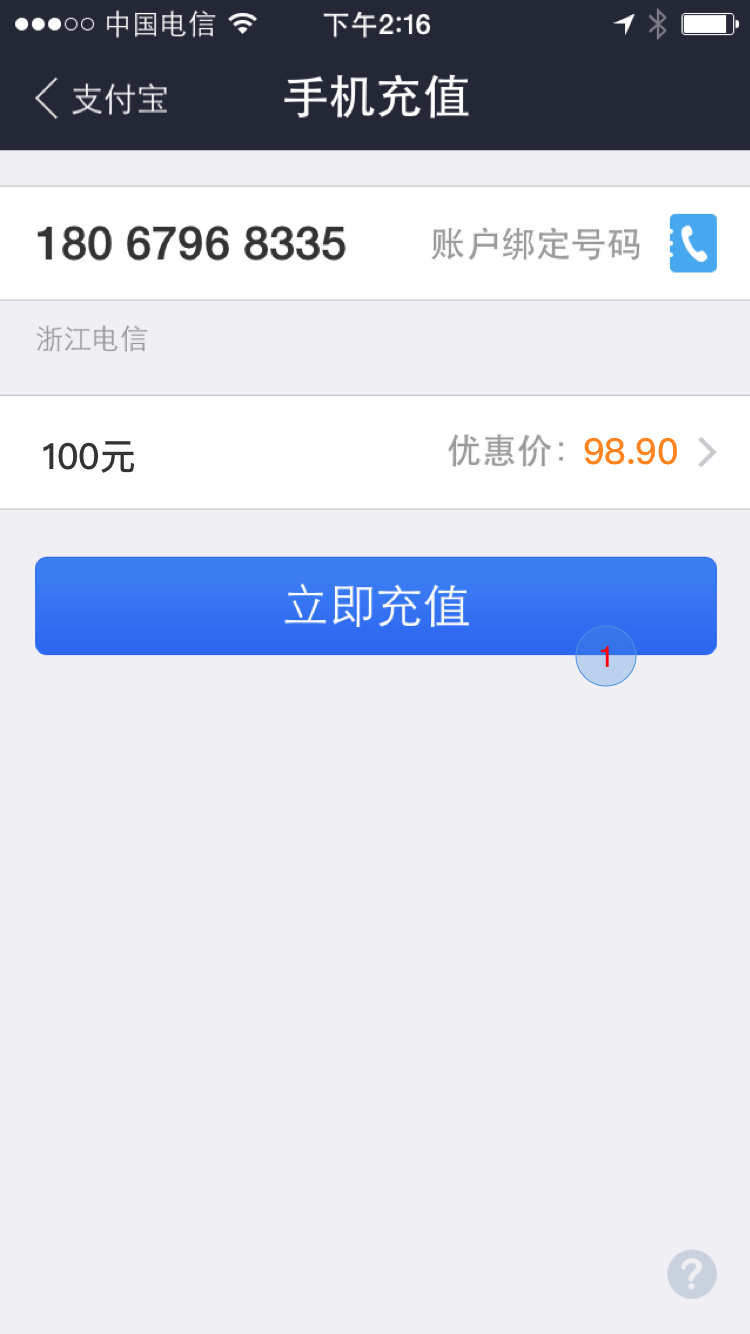 中国电信 下午2:16
支付宝 手机充值
180 6796 8335 账户绑定号码
浙江电信
100元 优惠价：98.90
立即充值
1
?